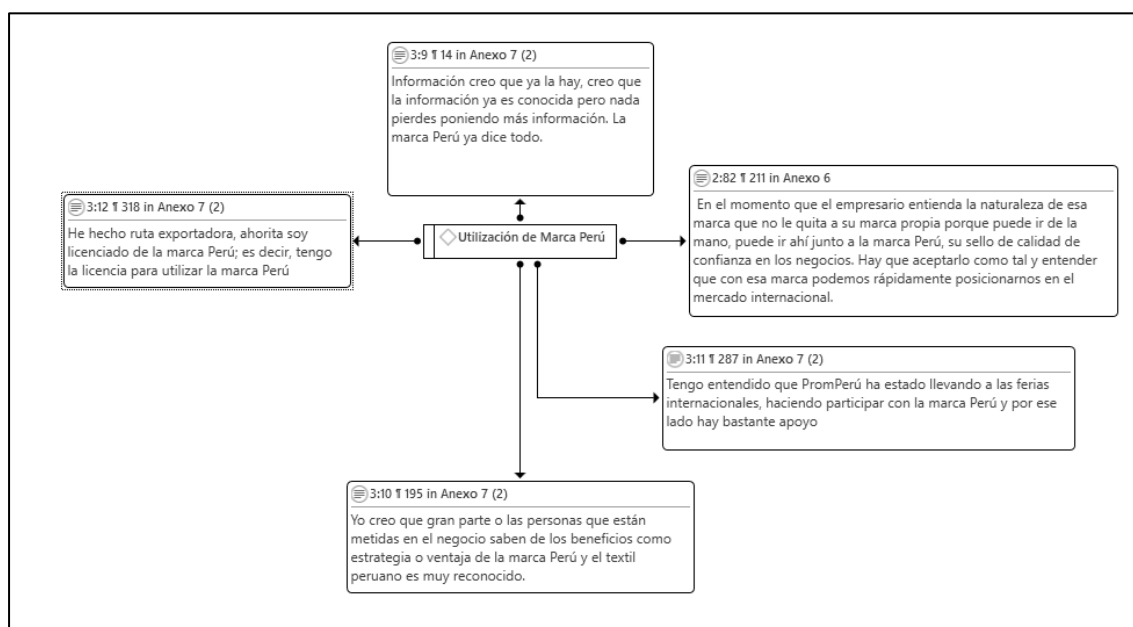 3:9 ¶ 14 in Anexo 7 (2)
Información creo que ya la hay, creo que
la información ya es conocida pero nada
pierdes poniendo más información. La
marca Perú ya dice todo.
2:82 ¶ 211 in Anexo 6
En el momento que el empresario entienda la naturaleza de esa
marca que no le quita a su marca propia porque puede ir de la
mano, puede ir ahí junto a la marca Perú, su sello de calidad de
confianza en los negocios. Hay que aceptarlo como tal y entender
que con esa marca podemos rápidamente posicionarnos en el
mercado internacional.
3:12 ¶ 318 in Anexo 7 (2)
He hecho ruta exportadora, ahorita soy
licenciado de la marca Perú; es decir, tengo
la licencia para utilizar la marca Perú
Utilización de Marca Perú
3:11 ¶ 287 in Anexo 7 (2)
Tengo entendido que PromPerú ha estado llevando a las ferias
internacionales, haciendo participar con la marca Perú y por ese
lado hay bastante apoyo
3:10 ¶ 195 in Anexo 7 (2)
Yo creo que gran parte o las personas que están
metidas en el negocio saben de los beneficios como
estrategia o ventaja de la marca Perú y el textil
peruano es muy reconocido.